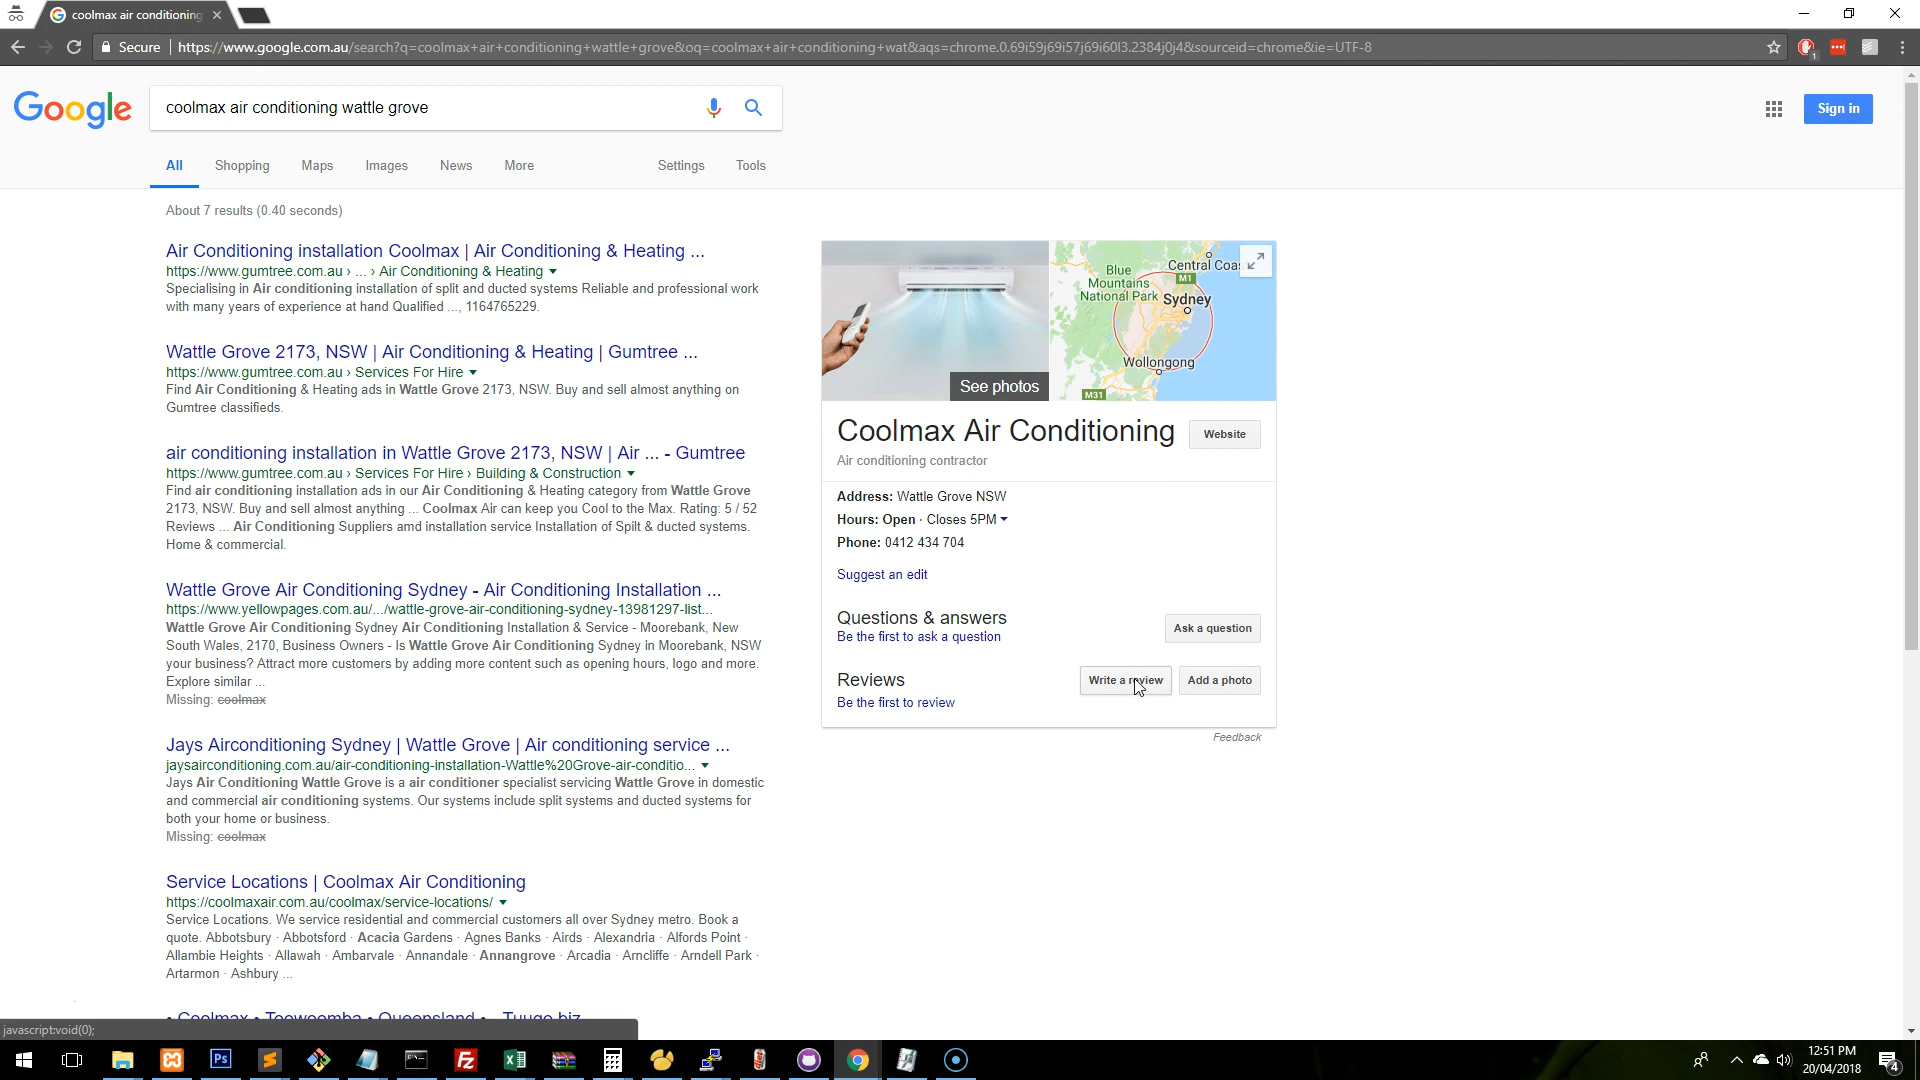 coolmax air conditioning
Secure https://www.google.com.au/search?q=coolmax+air+conditioning+wattle+grove&oq=coolmax+air+conditioning+wat&aqs=chrome.0.69i59j69i57j69i60l3.2384j0j4&sourceid=chrome&ie=UTF-8
1
Google
coolmax air conditioning wattle grove
Sign in
All Shopping Maps Images News More Settings Tools
About 7 results (0.40 seconds)
Air Conditioning installation Coolmax | Air Conditioning & Heating ...
https://www.gumtree.com.au › ... › Air Conditioning & Heating
Specialising in Air conditioning installation of split and ducted systems Reliable and professional work
with many years of experience at hand Qualified ..., 1164765229.
Wattle Grove 2173, NSW | Air Conditioning & Heating | Gumtree ...
https://www.gumtree.com.au › Services For Hire
Find Air Conditioning & Heating ads in Wattle Grove 2173, NSW. Buy and sell almost anything on
Gumtree classifieds.
air conditioning installation in Wattle Grove 2173, NSW | Air ... - Gumtree
https://www.gumtree.com.au › Services For Hire › Building & Construction
Find air conditioning installation ads in our Air Conditioning & Heating category from Wattle Grove
2173, NSW. Buy and sell almost anything ... Coolmax Air can keep you Cool to the Max. Rating: 5 / 52
Reviews ... Air Conditioning Suppliers amd installation service Installation of Spilt & ducted systems.
Home & commercial.
Wattle Grove Air Conditioning Sydney - Air Conditioning Installation ...
https://www.yellowpages.com.au/.../wattle-grove-air-conditioning-sydney-13981297-list...
Wattle Grove Air Conditioning Sydney Air Conditioning Installation & Service - Moorebank, New
South Wales, 2170, Business Owners - Is Wattle Grove Air Conditioning Sydney in Moorebank, NSW
your business? Attract more customers by adding more content such as opening hours, logo and more.
Explore similar ...
Missing: coolmax
Jays Airconditioning Sydney | Wattle Grove | Air conditioning service ...
jaysairconditioning.com.au/air-conditioning-installation-Wattle%20Grove-air-conditio...
Jays Air Conditioning Wattle Grove is a air conditioner specialist servicing Wattle Grove in domestic
and commercial air conditioning systems. Our systems include split systems and ducted systems for
both your home or business.
Missing: coolmax
Service Locations | Coolmax Air Conditioning
https://coolmaxair.com.au/coolmax/service-locations/
Service Locations. We service residential and commercial customers all over Sydney metro. Book a
quote. Abbotsbury · Abbotsford · Acacia Gardens · Agnes Banks · Airds · Alexandria · Alfords Point ·
Allambie Heights · Allawah · Ambarvale · Annandale · Annangrove · Arcadia · Arncliffe · Arndell Park ·
Artarmon · Ashbury ...
• Coolmax • Toowoomba • Queensland • Tuugo.biz
javascript:void(0);
See photos
Blue
Mountains
National Park
Central Coas
M1
Sydney
Wollongong
M31
Coolmax Air Conditioning
Website
Air conditioning contractor
Address: Wattle Grove NSW
Hours: Open · Closes 5PM
Phone: 0412 434 704
Suggest an edit
Questions & answers
Be the first to ask a question
Ask a question
Reviews
Write a review
Add a photo
Be the first to review
Feedback
Ps
Fz
12:51 PM
20/04/2018
4